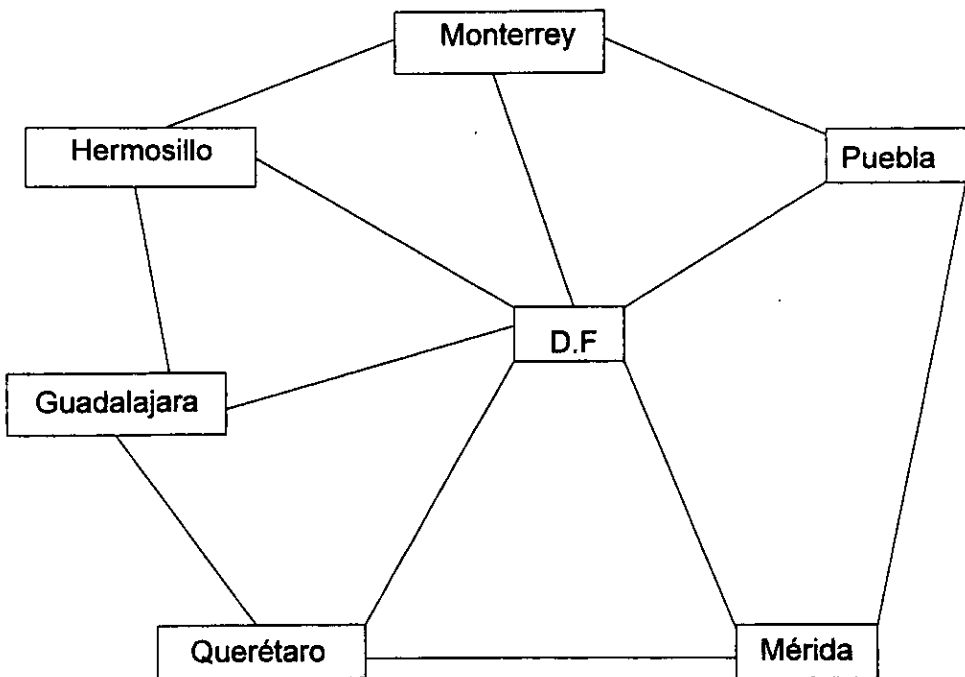 Monterrey
Hermosillo
Puebla
D.F
Guadalajara
Querétaro
Mérida